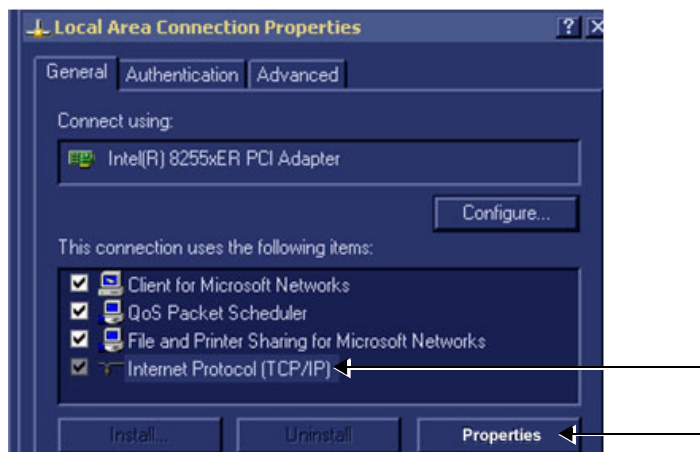 Local Area Connection Properties ? X
General Authentication Advanced
Connect using:
Intel(R) 8255xER PCI Adapter
Configure...
This connection uses the following items:
Client for Microsoft Networks
QoS Packet Scheduler
File and Printer Sharing for Microsoft Networks
Internet Protocol (TCP/IP)
Install... Uninstall Properties